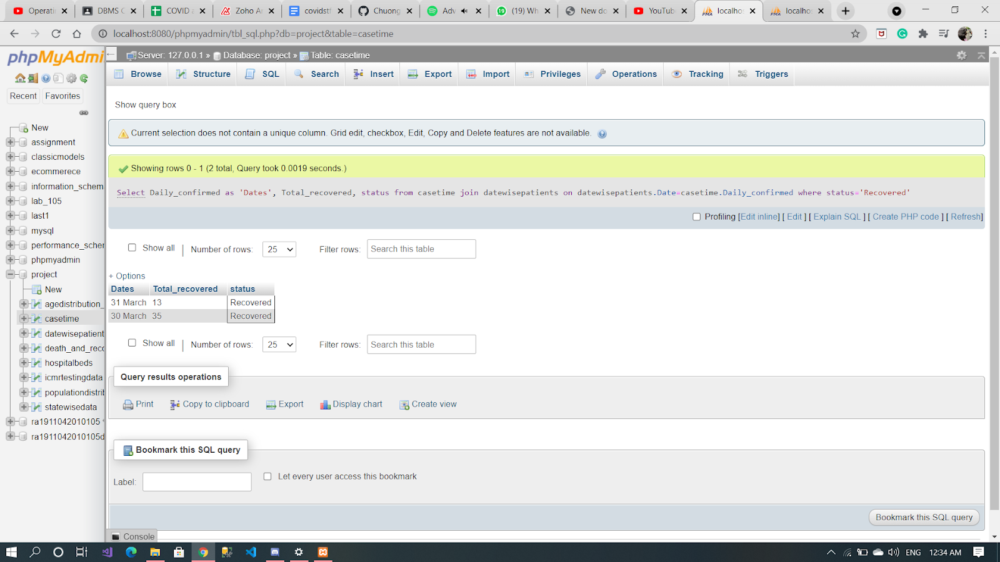 Operatin
DBMS C
COVID a
Zoho A
covidstf
Chuong
Adv
(19) Wh
New do
YouTube
localhos
localhos
localhost:8080/phpmyadmin/tbl_sql.php?db=project&table=casetime
phpMyAdmi
Recent
Favorites
New
assignment
classicmodels
ecommerece
information_schem
lab_105
last1
mysql
performance_scher
phpmyadmin
project
New
agedistribution_
casetime
datewisepatient
death_and_reco
hospitalbeds
icmrtestingdata
populationdistrib
statewisedata
ra1911042010105
ra1911042010105d
Server: 127.0.0.1 » Database: project » Table: casetime
Browse Structure SQL Search Insert Export Import Privileges Operations Tracking Triggers
Show query box
Current selection does not contain a unique column. Grid edit, checkbox, Edit, Copy and Delete features are not available.
Showing rows 0 - 1 (2 total, Query took 0.0019 seconds.)
Select Daily_confirmed as 'Dates', Total_recovered, status from casetime join datewisepatients on datewisepatients.Date=casetime.Daily_confirmed where status='Recovered'
Profiling [Edit inline] [ Edit ] [ Explain SQL ] [ Create PHP code ] [ Refresh]
Show all | Number of rows: 25 Filter rows: Search this table
+ Options
Dates Total_recovered status
31 March 13 Recovered
30 March 35 Recovered
Show all | Number of rows: 25 Filter rows: Search this table
Query results operations
Print Copy to clipboard Export Display chart Create view
Bookmark this SQL query
Label: Let every user access this bookmark
Bookmark this SQL query
Console
ENG 12:34 AM